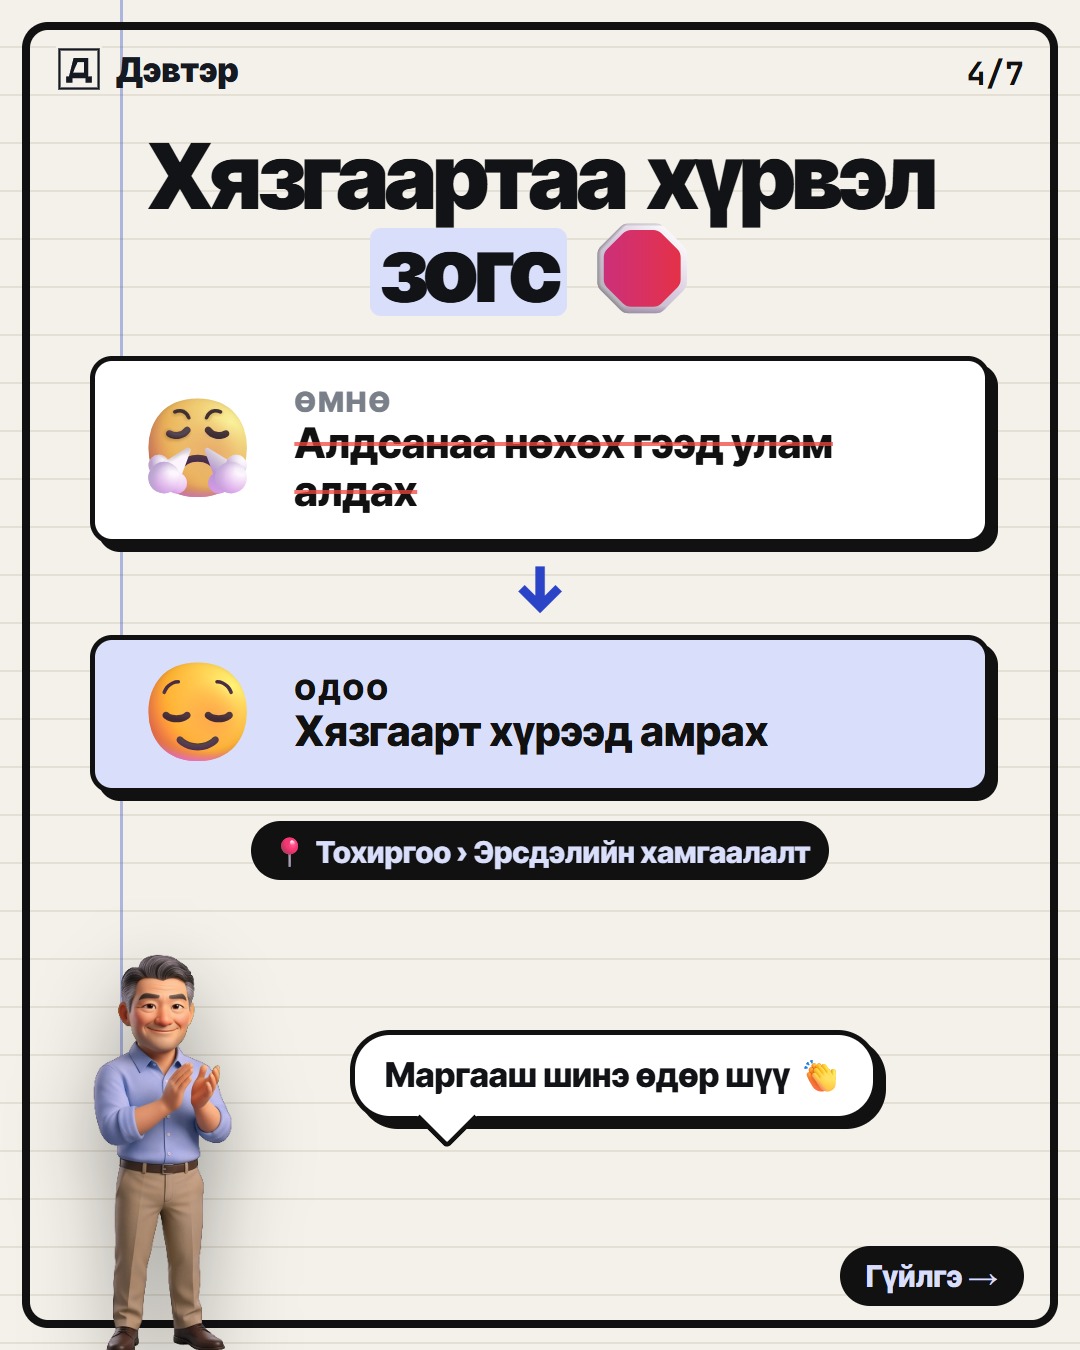 Д Дэвтэр
4/7
Хязгаартаа хүрвэл
зогс
өмнө
Алдсанаа нөхөх гээд улам
алдах
одоо
Хязгаарт хүрээд амрах
Тохиргоо › Эрсдэлийн хамгаалалт
Маргааш шинэ өдөр шүү
Гүйлгэ →